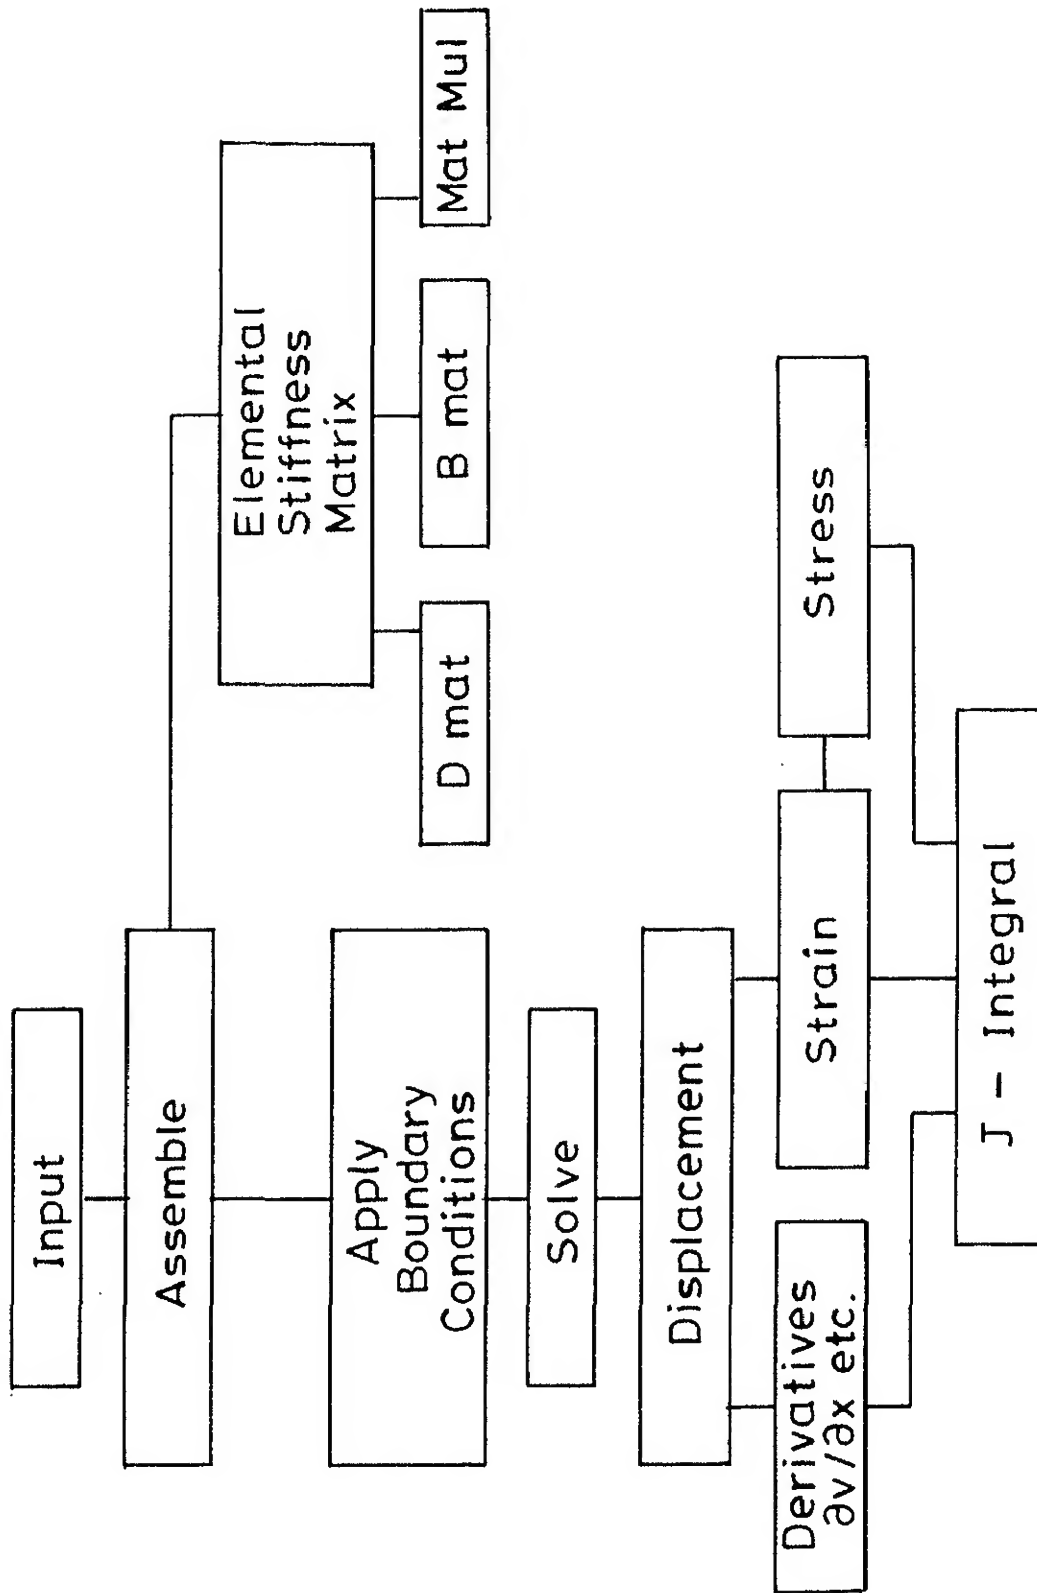 Input
Assemble
Elemental
Stiffness
Matrix
D mat
B mat
Mat Mul
Apply
Boundary
Conditions
Solve
Displacement
Derivatives
∂v/∂x etc.
Strain
Stress
J - Integral